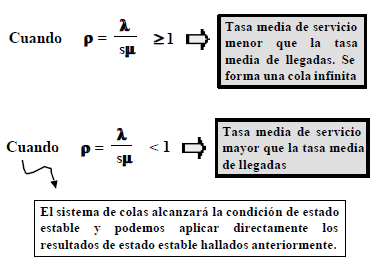 Tasa media de servicio
menor que la tasa
media de llegadas. Se
forma una cola infinita
Cuando ρ = λ / sμ ≥ 1
Tasa media de servicio
mayor que la tasa media
de llegadas
Cuando ρ = λ / sμ < 1
El sistema de colas alcanzará la condición de estado
estable y podemos aplicar directamente los
resultados de estado estable hallados anteriormente.